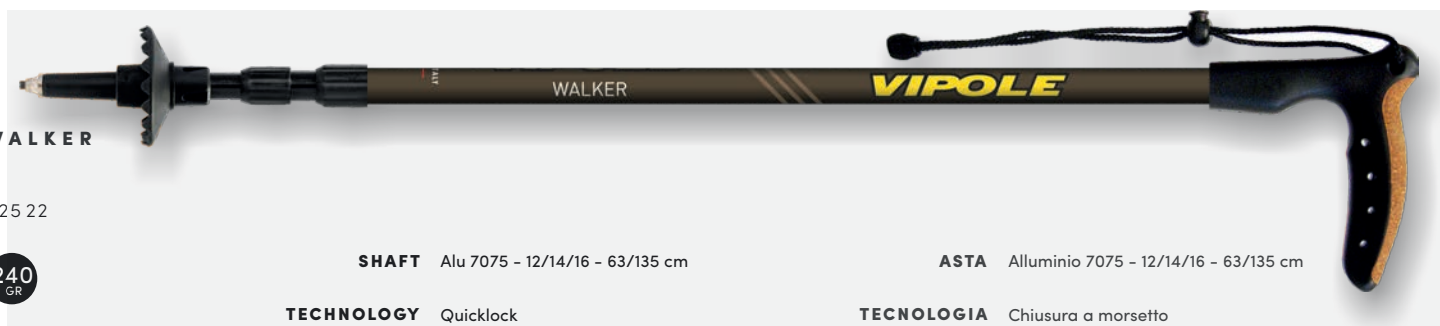 WALKER
VIPOLE
25 22
240
GR
SHAFT Alu 7075 - 12/14/16 - 63/135 cm
TECHNOLOGY Quicklock
ASTA Alluminio 7075 - 12/14/16 - 63/135 cm
TECNOLOGIA Chiusura a morsetto